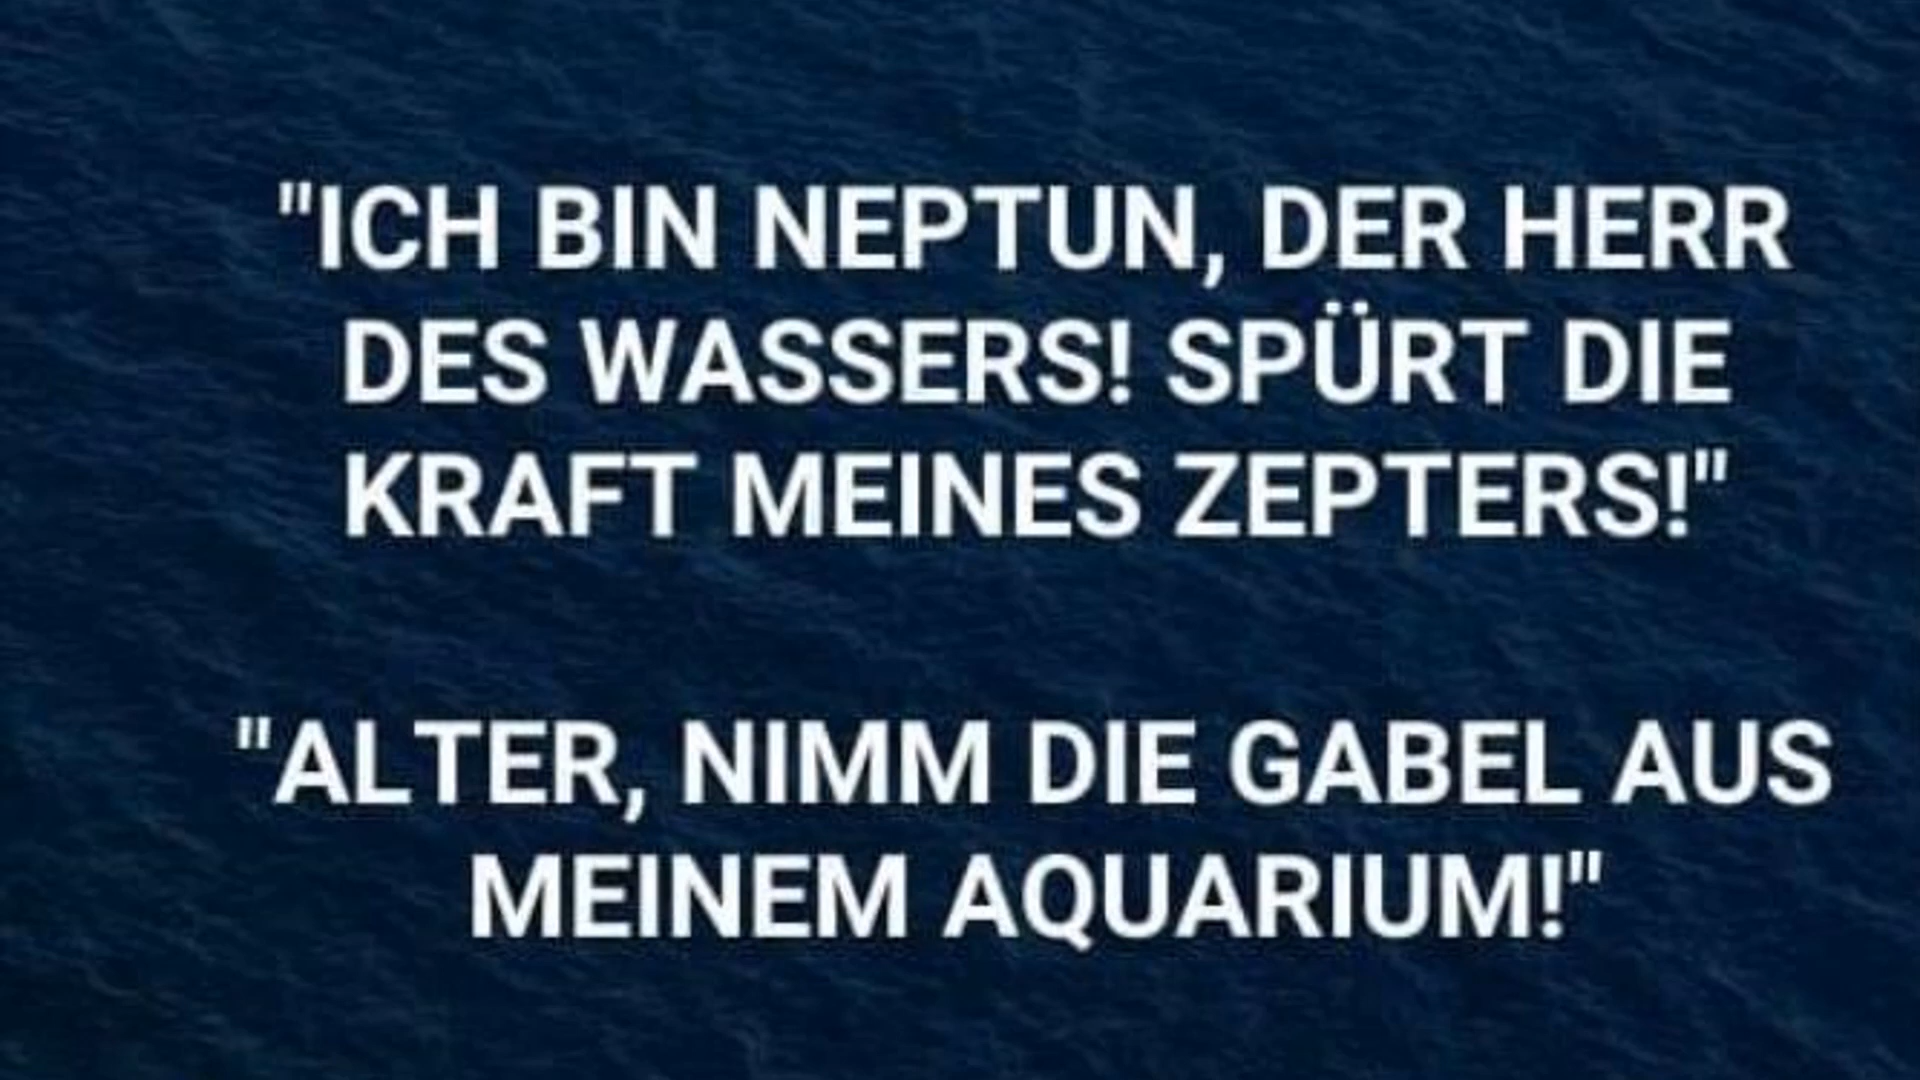 "ICH BIN NEPTUN, DER HERR
DES WASSERS! SPÜRT DIE
KRAFT MEINES ZEPTERS!"
"ALTER, NIMM DIE GABEL AUS
MEINEM AQUARIUM!"